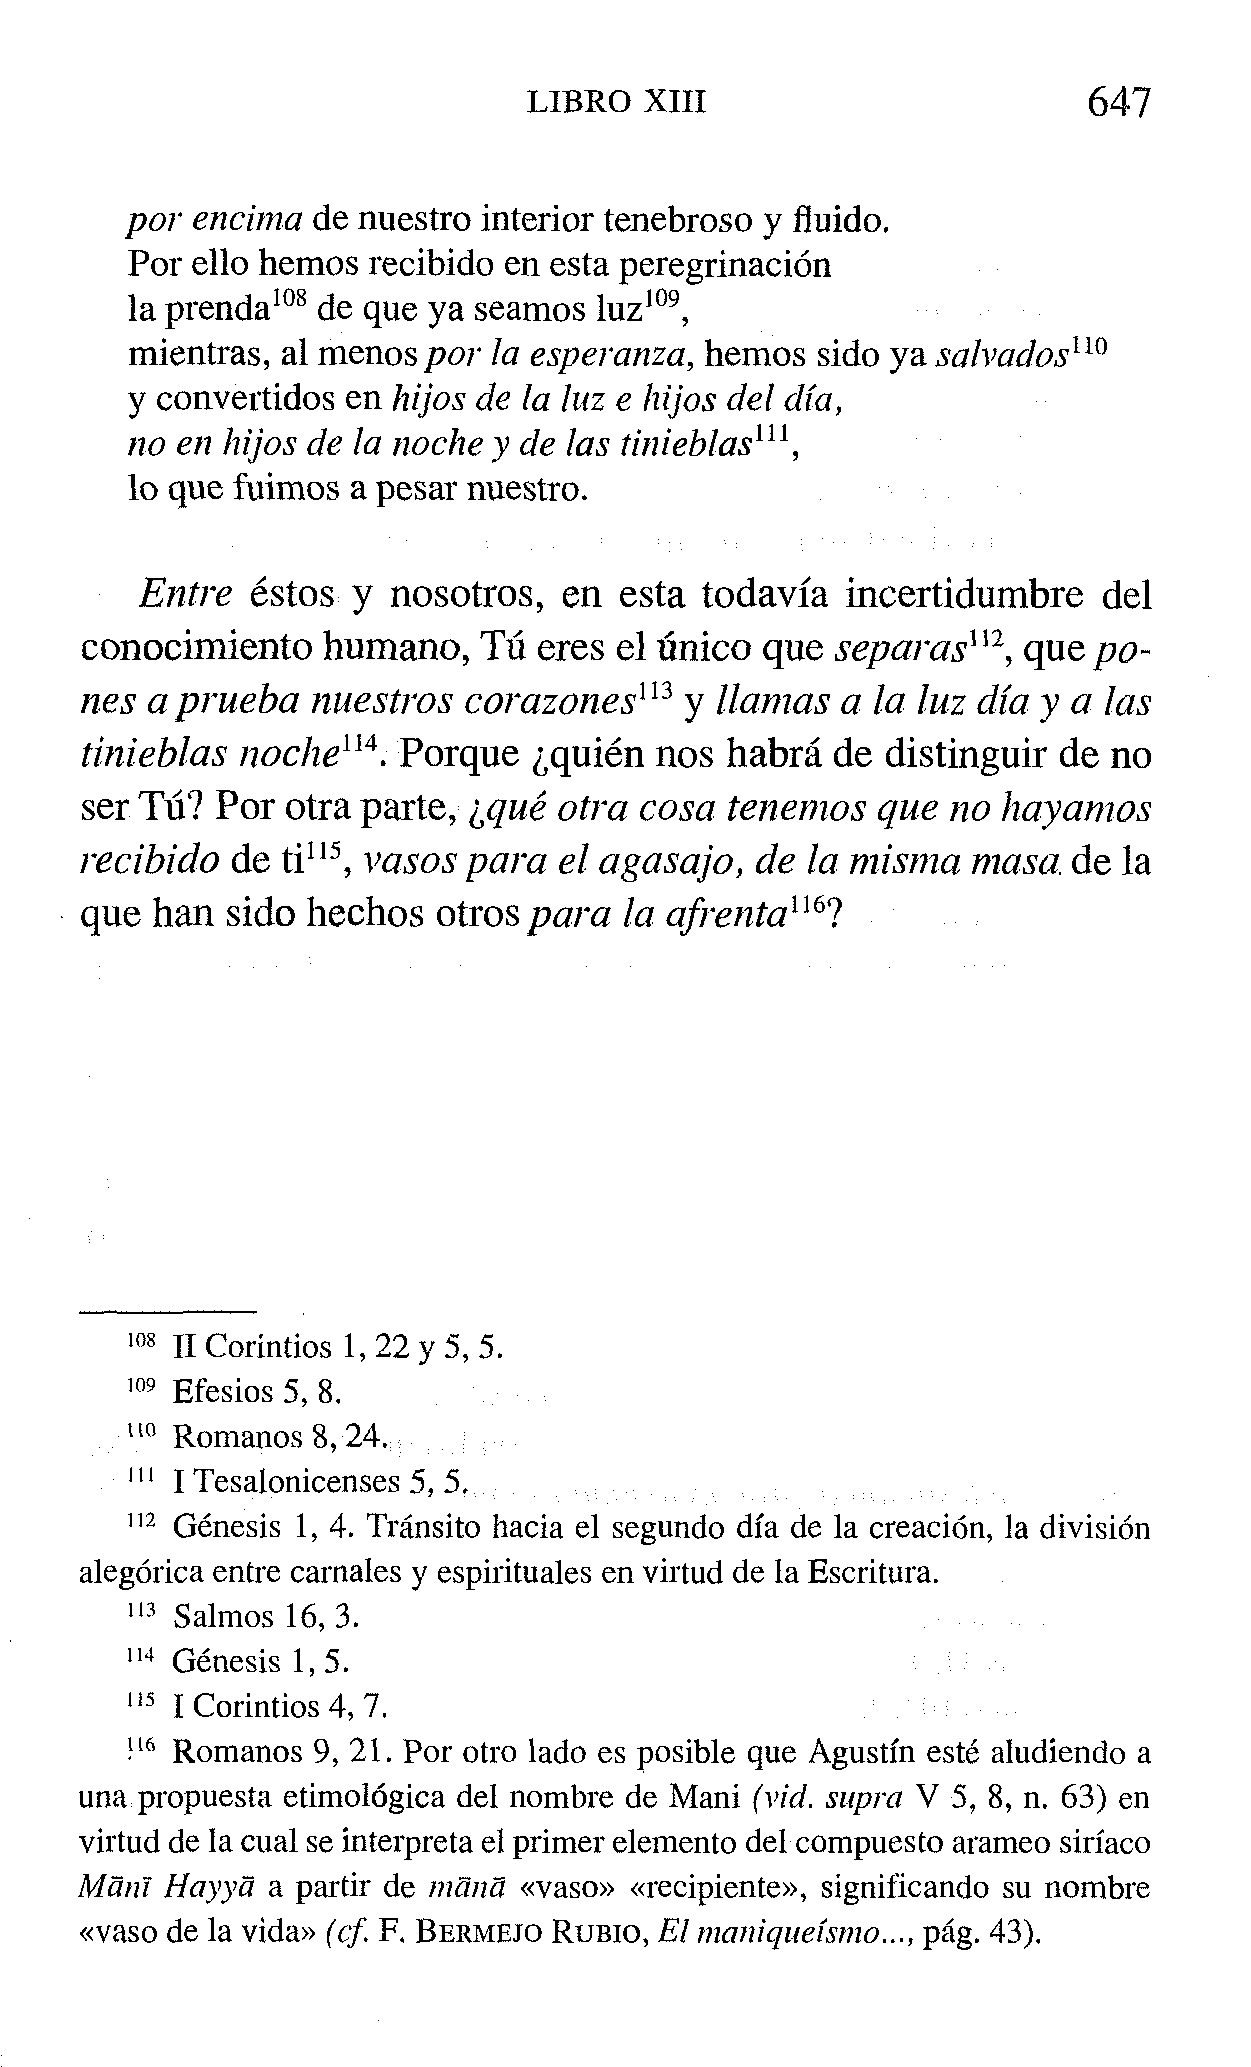 LIBRO XIII 647
por encima de nuestro interior tenebroso y fluido.
Por ello hemos recibido en esta peregrinación
la prenda¹⁰⁸ de que ya seamos luz¹⁰⁹,
mientras, al menos por la esperanza, hemos sido ya salvados¹¹⁰
y convertidos en hijos de la luz e hijos del día,
no en hijos de la noche y de las tinieblas¹¹¹,
lo que fuimos a pesar nuestro.
Entre éstos y nosotros, en esta todavía incertidumbre del
conocimiento humano, Tú eres el único que separas¹¹², que po-
nes a prueba nuestros corazones¹¹³ y llamas a la luz día y a las
tinieblas noche¹¹⁴. Porque ¿quién nos habrá de distinguir de no
ser Tú? Por otra parte, ¿qué otra cosa tenemos que no hayamos
recibido de ti¹¹⁵, vasos para el agasajo, de la misma masa de la
que han sido hechos otros para la afrenta¹¹⁶?
¹⁰⁸ II Corintios 1, 22 y 5, 5.
¹⁰⁹ Efesios 5, 8.
¹¹⁰ Romanos 8, 24.
¹¹¹ I Tesalonicenses 5, 5.
¹¹² Génesis 1, 4. Tránsito hacia el segundo día de la creación, la división
alegórica entre carnales y espirituales en virtud de la Escritura.
¹¹³ Salmos 16, 3.
¹¹⁴ Génesis 1, 5.
¹¹⁵ I Corintios 4, 7.
¹¹⁶ Romanos 9, 21. Por otro lado es posible que Agustín esté aludiendo a
una propuesta etimológica del nombre de Mani (vid. supra V 5, 8, n. 63) en
virtud de la cual se interpreta el primer elemento del compuesto arameo siríaco
Mānī Hayyā a partir de mānā «vaso» «recipiente», significando su nombre
«vaso de la vida» (cf. F. BERMEJO RUBIO, El maniqueísmo..., pág. 43).